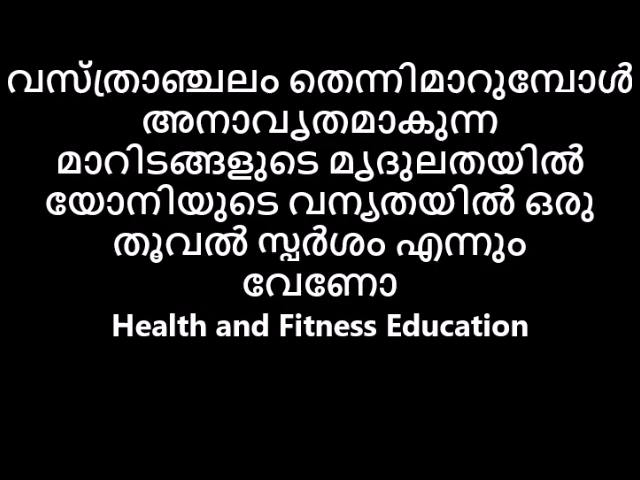 വസ്ത്രാഞ്ചലം തെന്നിമാറുമ്പോൾ
അനാവൃതമാകുന്ന
മാറിടങ്ങളുടെ മൃദുലതയിൽ
യോനിയുടെ വന്യതയിൽ ഒരു
തൂവൽ സ്പർശം എന്നും
വേണോ
Health and Fitness Education